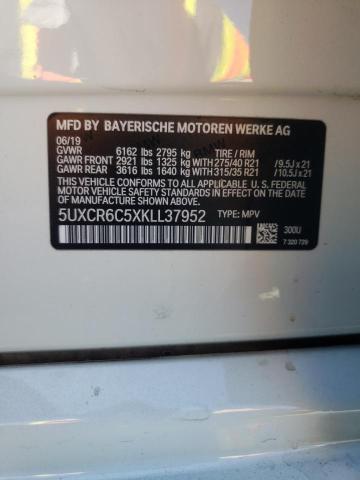 MFD BY BAYERISCHE MOTOREN WERKE AG
06/19
GVWR 6162 lbs 2795 kg TIRE / RIM
GAWR FRONT 2921 lbs 1325 kg WITH 275/40 R21 / 9.5J x 21
GAWR REAR 3616 lbs 1640 kg WITH 315/35 R21 / 10.5J x 21
THIS VEHICLE CONFORMS TO ALL APPLICABLE FEDERAL
MOTOR VEHICLE SAFETY STANDARDS IN EFFECT
ON THE DATE OF MANUFACTURE SHOWN ABOVE.
5UXCR6C5XKLL37952 TYPE: MPV
300U
7 320 729